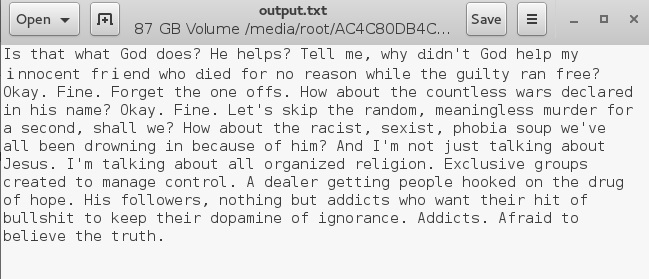 Open
output.txt
87 GB Volume /media/root/AC4C80DB4C...
Save
Is that what God does? He helps? Tell me, why didn't God help my
innocent friend who died for no reason while the guilty ran free?
Okay. Fine. Forget the one offs. How about the countless wars declared
in his name? Okay. Fine. Let's skip the random, meaningless murder for
a second, shall we? How about the racist, sexist, phobia soup we've
all been drowning in because of him? And I'm not just talking about
Jesus. I'm talking about all organized religion. Exclusive groups
created to manage control. A dealer getting people hooked on the drug
of hope. His followers, nothing but addicts who want their hit of
bullshit to keep their dopamine of ignorance. Addicts. Afraid to
believe the truth.